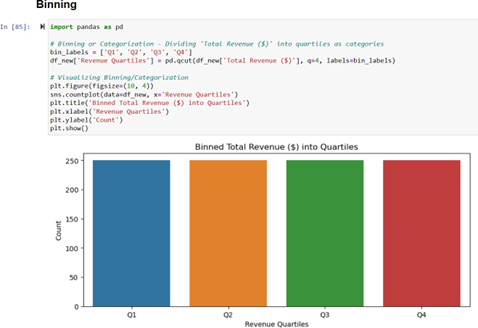 Binning
In [85]:
import pandas as pd
# Binning or Categorization - Dividing 'Total Revenue ($)' into quartiles as categories
bin_labels = ['Q1', 'Q2', 'Q3', 'Q4']
df_new['Revenue Quartiles'] = pd.qcut(df_new['Total Revenue ($)'], q=4, labels=bin_labels)
# Visualizing Binning/Categorization
plt.figure(figsize=(10, 4))
sns.countplot(data=df_new, x='Revenue Quartiles')
plt.title('Binned Total Revenue ($) into Quartiles')
plt.xlabel('Revenue Quartiles')
plt.ylabel('Count')
plt.show()
Binned Total Revenue ($) into Quartiles
250
200
150
100
50
0
Count
Q1 Q2 Q3 Q4
Revenue Quartiles